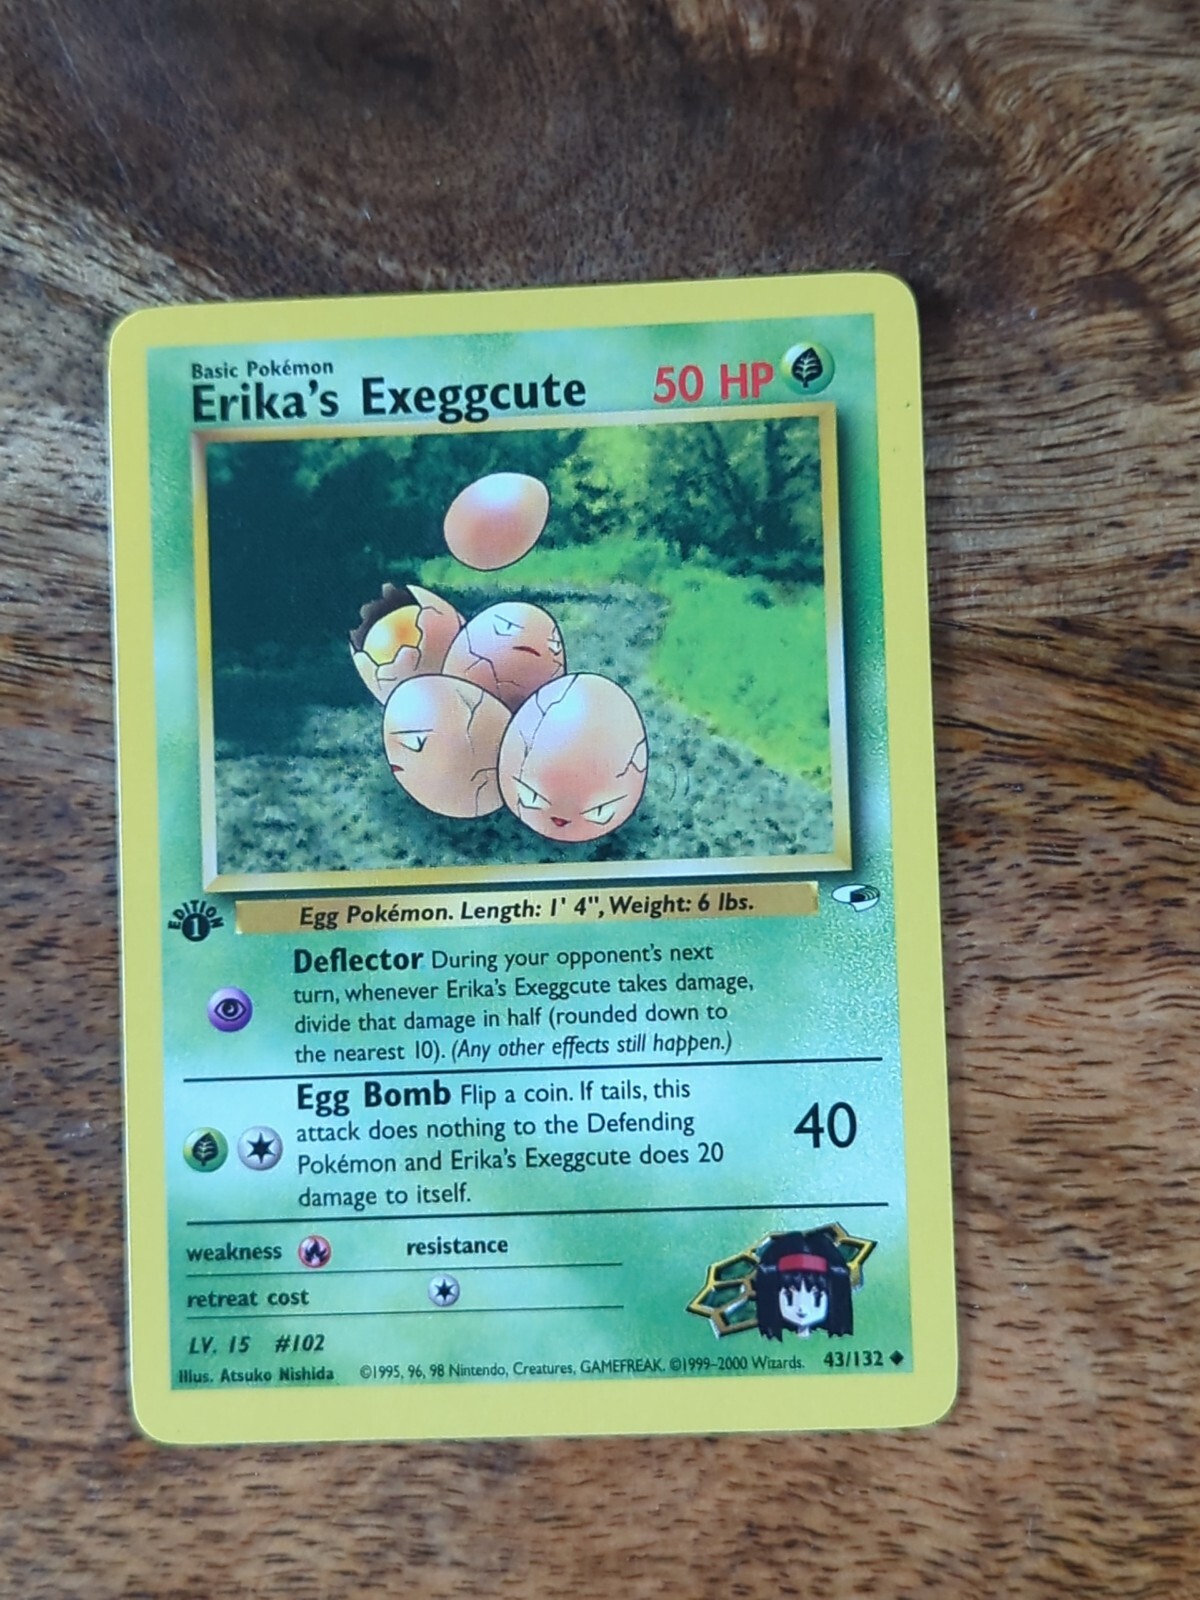 Basic Pokémon
Erika's Exeggcute 50 HP
EDITION
1
Egg Pokémon. Length: 1' 4", Weight: 6 lbs.
Deflector During your opponent's next
turn, whenever Erika's Exeggcute takes damage,
divide that damage in half (rounded down to
the nearest 10). (Any other effects still happen.)
Egg Bomb Flip a coin. If tails, this
attack does nothing to the Defending
Pokémon and Erika's Exeggcute does 20
damage to itself.
40
weakness resistance
retreat cost
LV. 15 #102
Illus. Atsuko Nishida ©1995, 96, 98 Nintendo, Creatures, GAMEFREAK. ©1999–2000 Wizards. 43/132